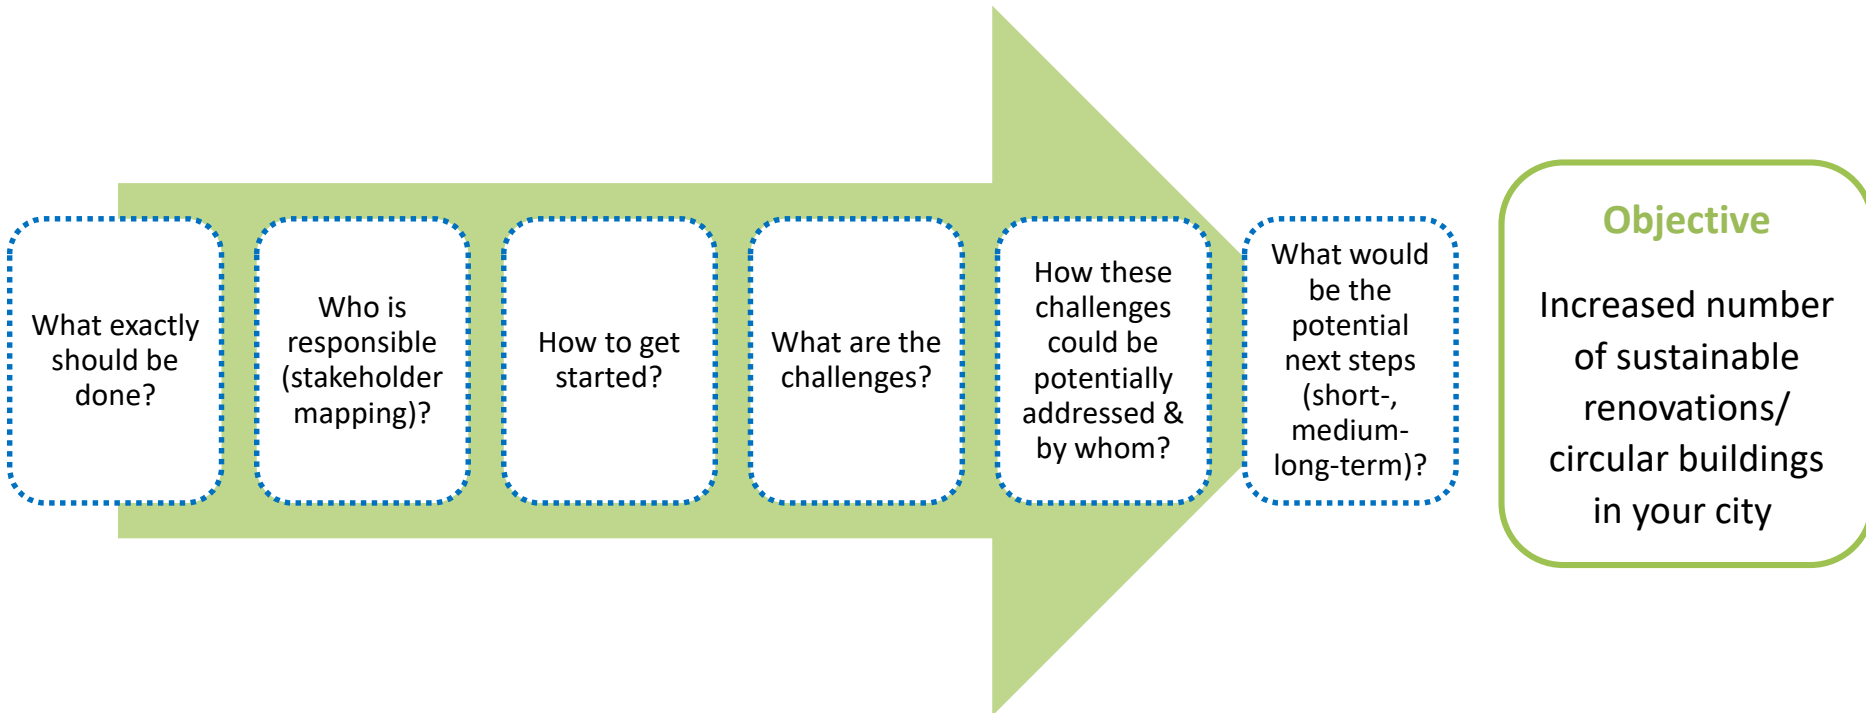 What exactly
should be
done?
Who is
responsible
(stakeholder
mapping)?
How to get
started?
What are the
challenges?
How these
challenges
could be
potentially
addressed &
by whom?
What would
be the
potential
next steps
(short-,
medium-
long-term)?
Objective
Increased number
of sustainable
renovations/
circular buildings
in your city